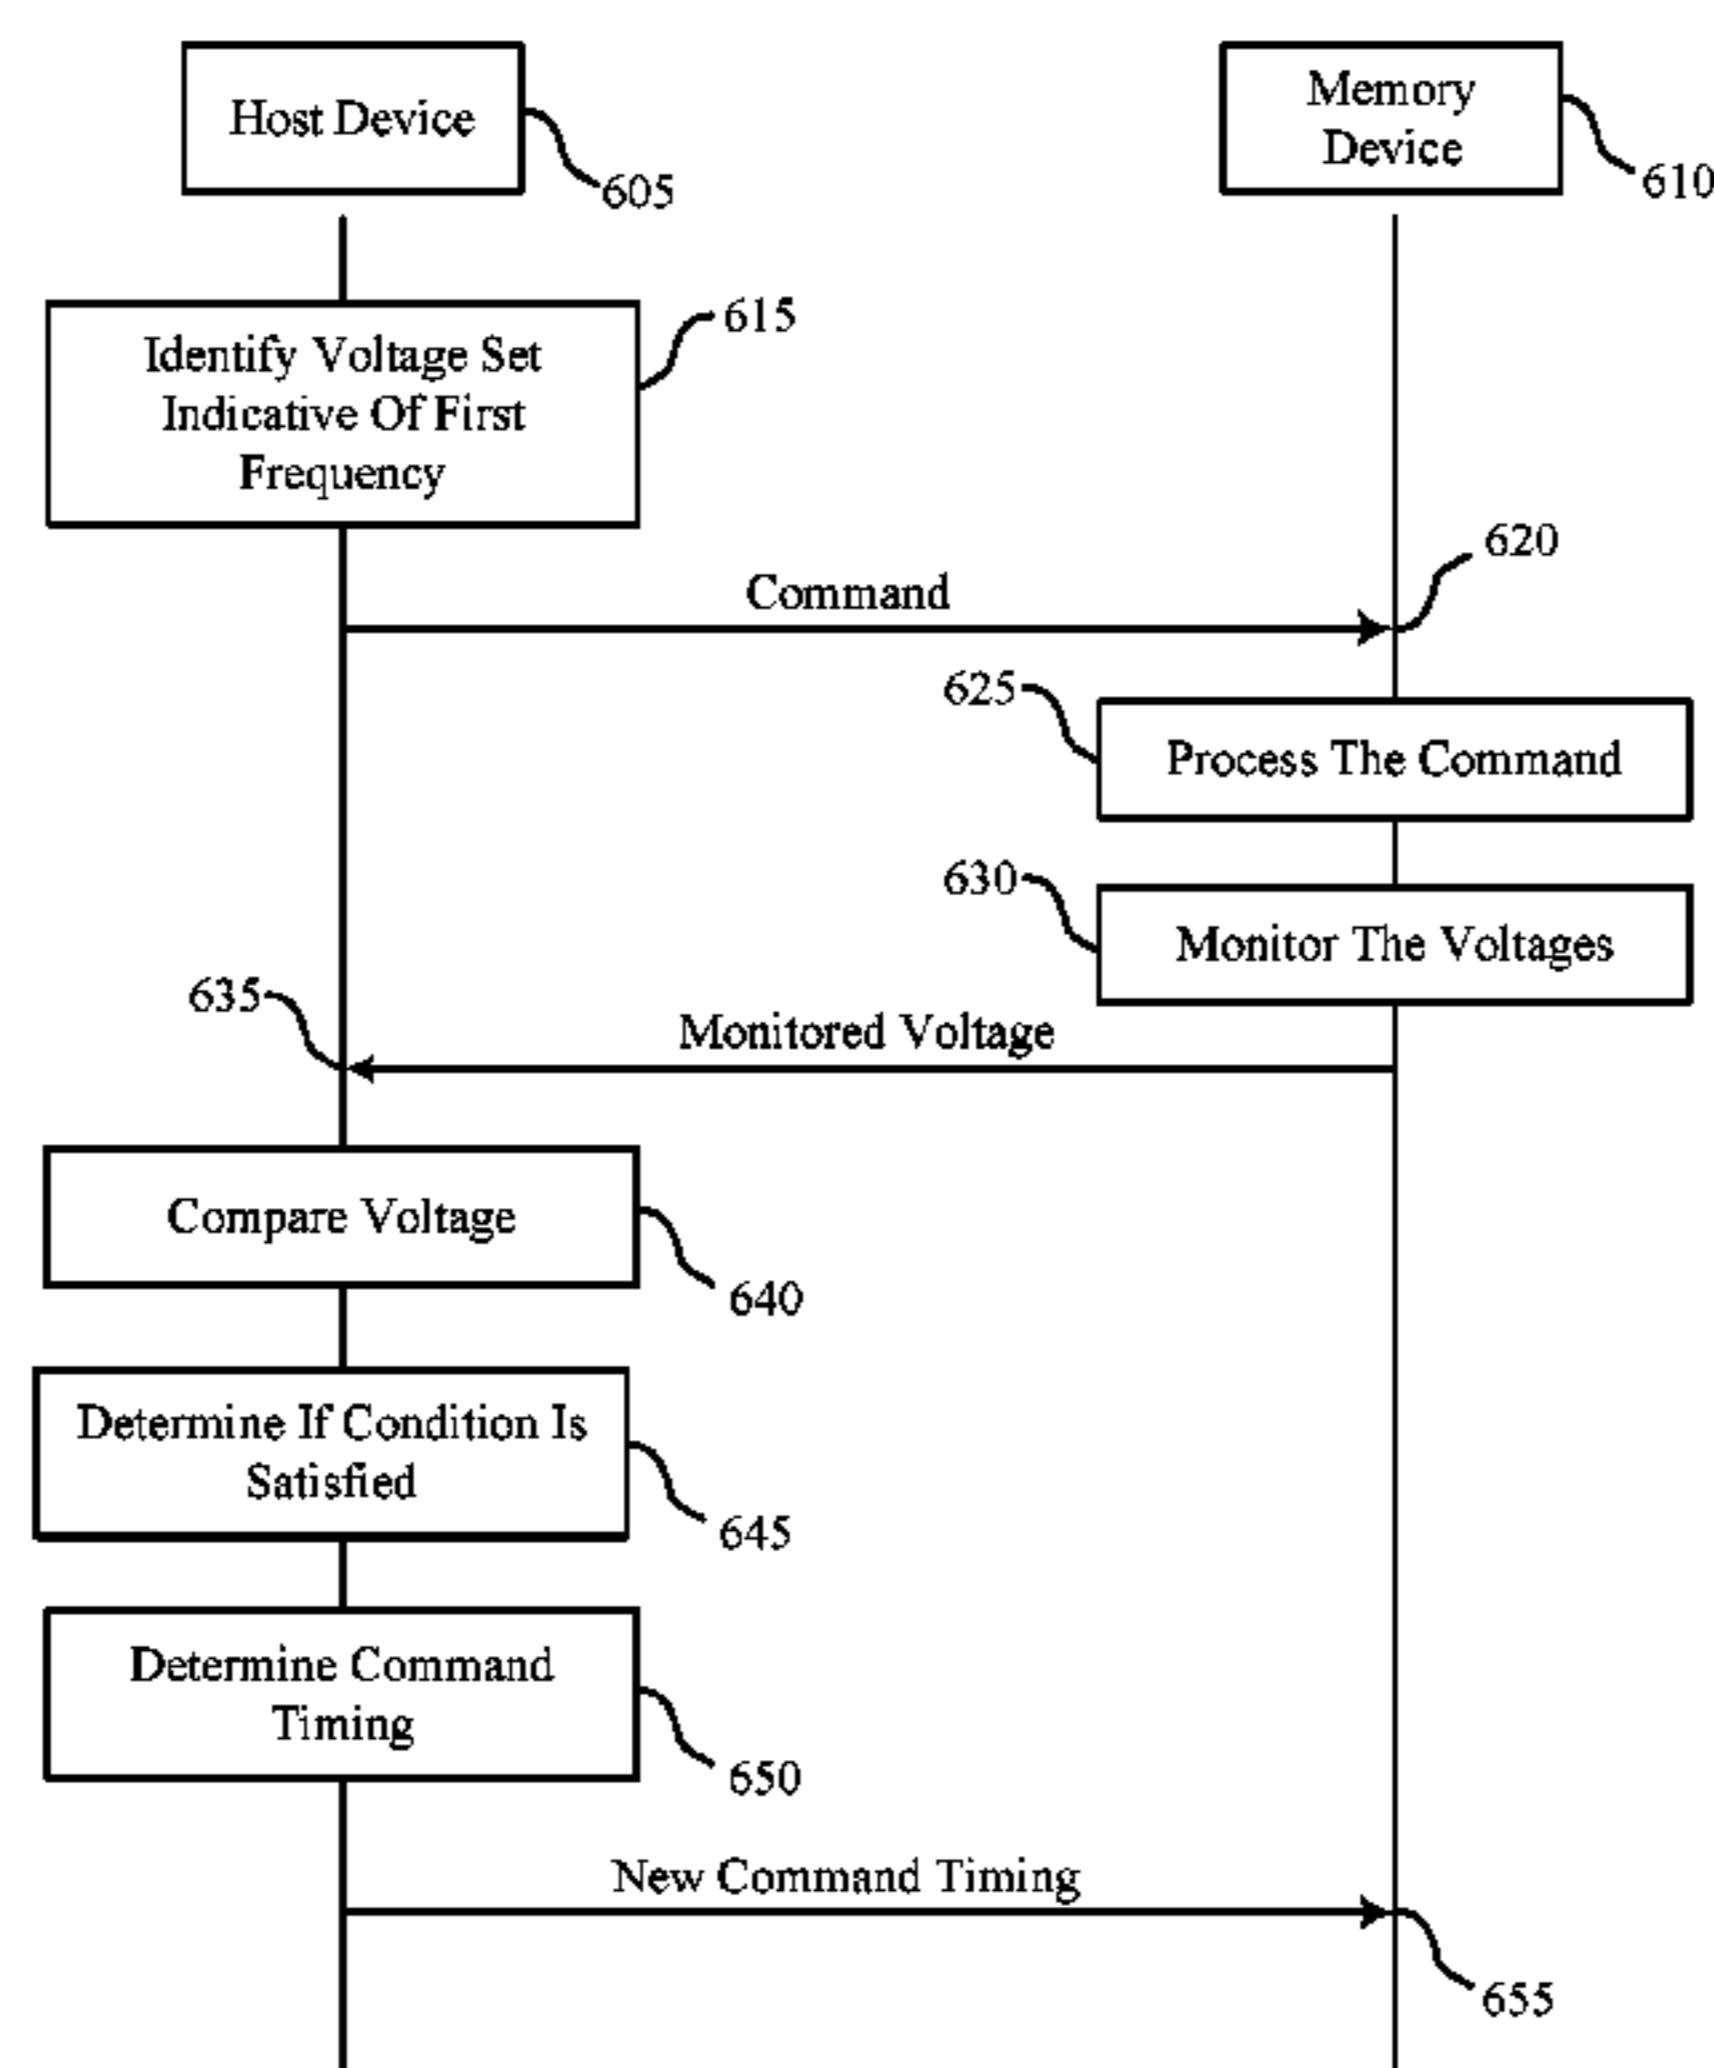 Host Device
605
Memory
Device
610
Identify Voltage Set
Indicative Of First
Frequency
615
Command
620
625
Process The Command
630
Monitor The Voltages
635
Monitored Voltage
Compare Voltage
640
Determine If Condition Is
Satisfied
645
Determine Command
Timing
650
New Command Timing
655